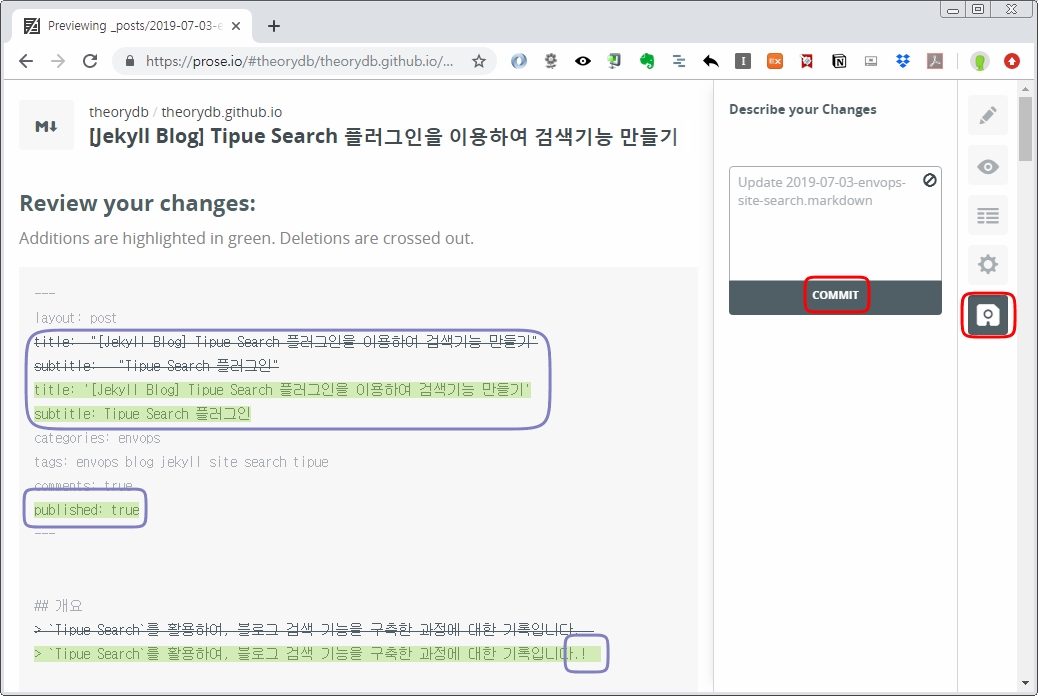 Previewing _posts/2019-07-03-e
https://prose.io/#theorydb/theorydb.github.io/...
M↓
theorydb / theorydb.github.io
[Jekyll Blog] Tipue Search 플러그인을 이용하여 검색기능 만들기
Review your changes:
Additions are highlighted in green. Deletions are crossed out.
---
layout: post
title:  "[Jekyll Blog] Tipue Search 플러그인을 이용하여 검색기능 만들기"
subtitle:   "Tipue Search 플러그인"
title: '[Jekyll Blog] Tipue Search 플러그인을 이용하여 검색기능 만들기'
subtitle: Tipue Search 플러그인
categories: envops
tags: envops blog jekyll site search tipue
comments: true
published: true
---
## 개요
> `Tipue Search`를 활용하여, 블로그 검색 기능을 구축한 과정에 대한 기록입니다.
> `Tipue Search`를 활용하여, 블로그 검색 기능을 구축한 과정에 대한 기록입니다.!
Describe your Changes
Update 2019-07-03-envops-
site-search.markdown
COMMIT